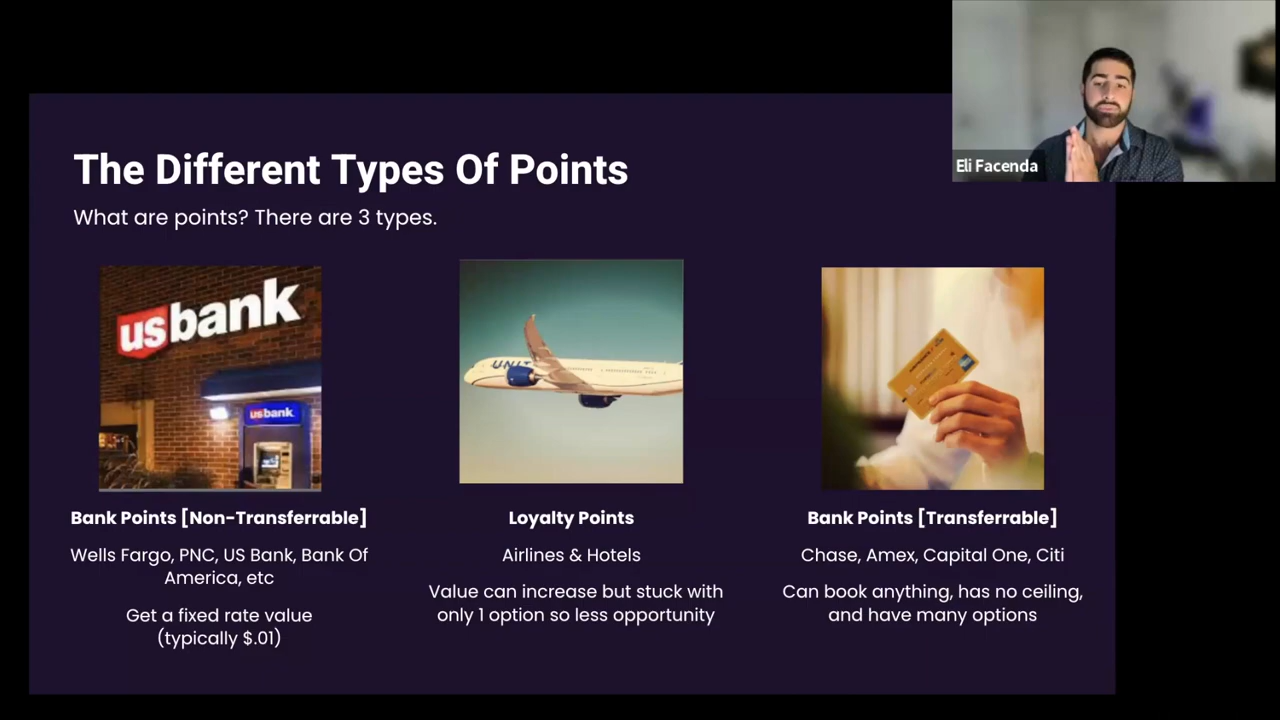 Eli Facenda
The Different Types Of Points
What are points? There are 3 types.
us bank
usbank
UNIT
Bank Points [Non-Transferrable]
Wells Fargo, PNC, US Bank, Bank Of
America, etc
Get a fixed rate value
(typically $.01)
Loyalty Points
Airlines & Hotels
Value can increase but stuck with
only 1 option so less opportunity
Bank Points [Transferrable]
Chase, Amex, Capital One, Citi
Can book anything, has no ceiling,
and have many options